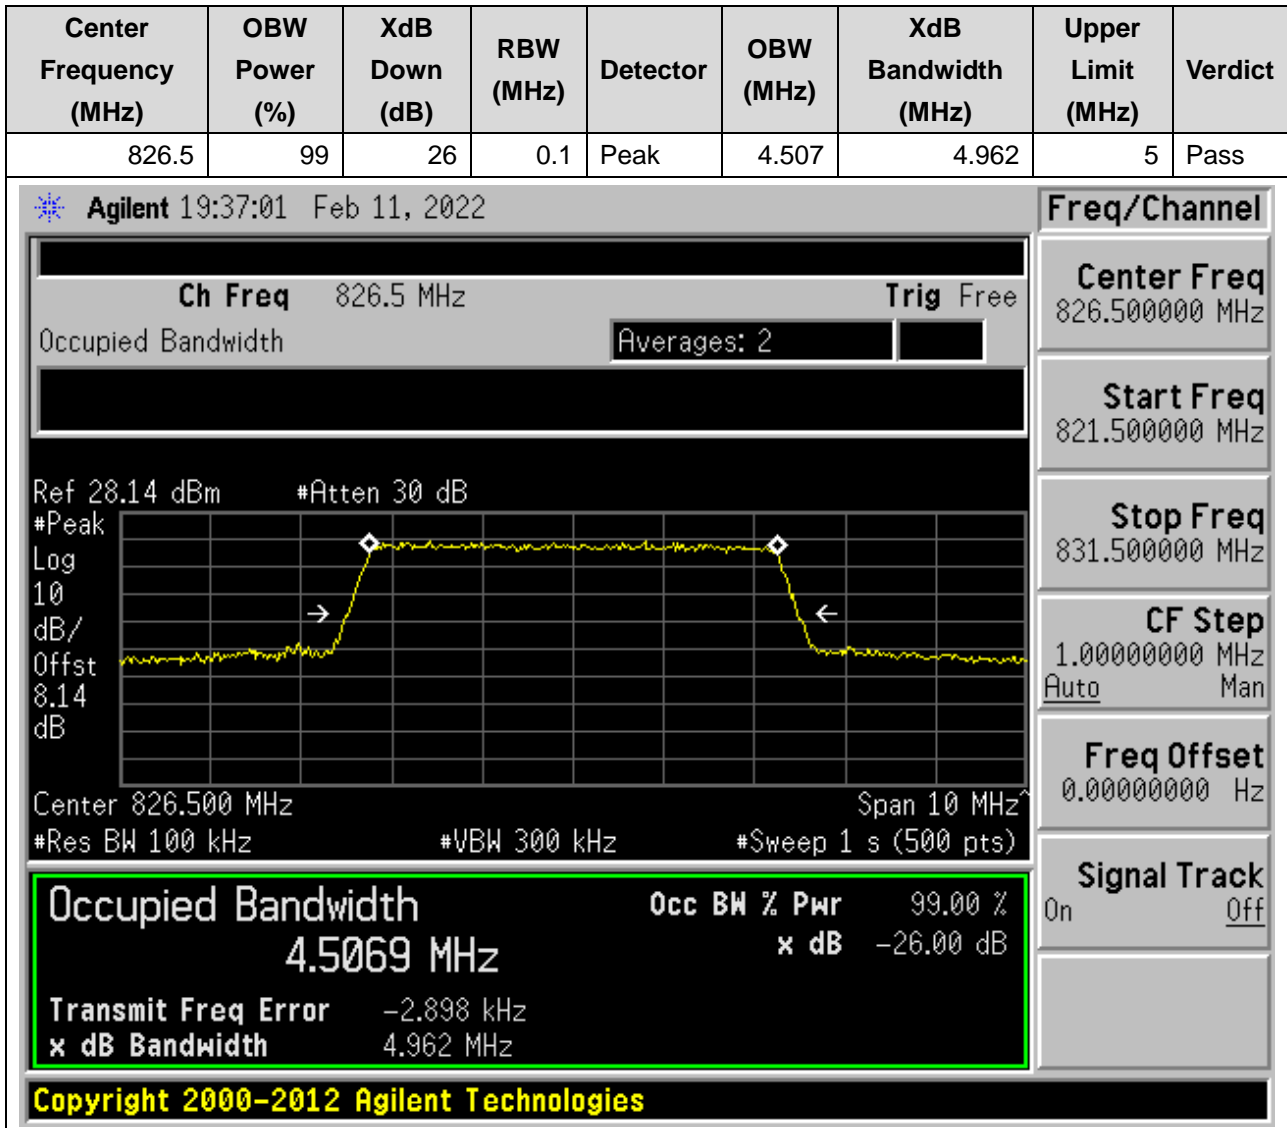 Center Frequency (MHz) OBW Power (%) XdB Down (dB) RBW (MHz) Detector OBW (MHz) XdB Bandwidth (MHz) Upper Limit (MHz) Verdict
826.5 99 26 0.1 Peak 4.507 4.962 5 Pass
Agilent 19:37:01 Feb 11, 2022
Ch Freq 826.5 MHz Trig Free
Occupied Bandwidth Averages: 2
Ref 28.14 dBm #Atten 30 dB
#Peak
Log
10
dB/
Offst
8.14
dB
Center 826.500 MHz Span 10 MHz^
#Res BW 100 kHz #VBW 300 kHz #Sweep 1 s (500 pts)
Occupied Bandwidth Occ BW % Pwr 99.00 %
4.5069 MHz x dB -26.00 dB
Transmit Freq Error -2.898 kHz
x dB Bandwidth 4.962 MHz
Copyright 2000-2012 Agilent Technologies
Freq/Channel
Center Freq
826.500000 MHz
Start Freq
821.500000 MHz
Stop Freq
831.500000 MHz
CF Step
1.00000000 MHz
Auto Man
Freq Offset
0.00000000 Hz
Signal Track
On Off